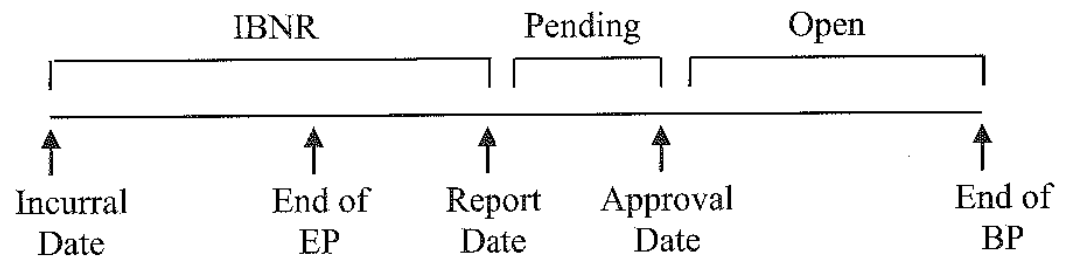 IBNR Pending Open
Incurral End of Report Approval End of
Date EP Date Date BP